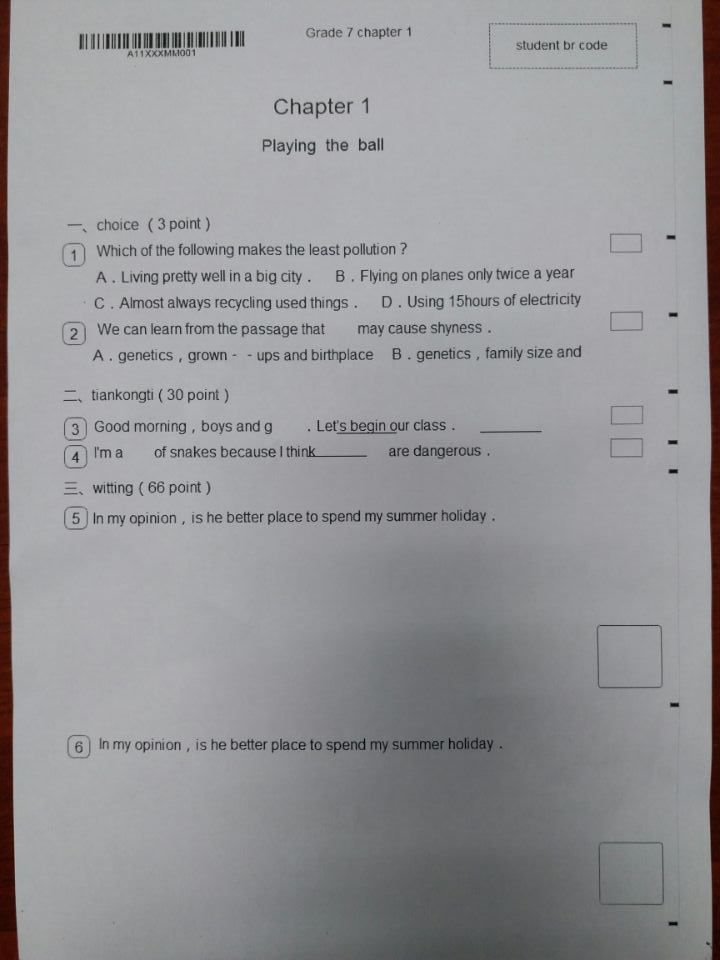 Grade 7 chapter 1
student br code
A11XXXMM001
Chapter 1
Playing the ball
一、choice（3 point）
1 Which of the following makes the least pollution？
A．Living pretty well in a big city． B．Flying on planes only twice a year
C．Almost always recycling used things． D．Using 15hours of electricity
2 We can learn from the passage that may cause shyness．
A．genetics，grown－－ups and birthplace B．genetics，family size and
二、tiankongti（30 point）
3 Good morning，boys and g ．Let's begin our class． ________
4 I'm a of snakes because I think_______ are dangerous．
三、witting（66 point）
5 In my opinion，is he better place to spend my summer holiday．
6 In my opinion，is he better place to spend my summer holiday．